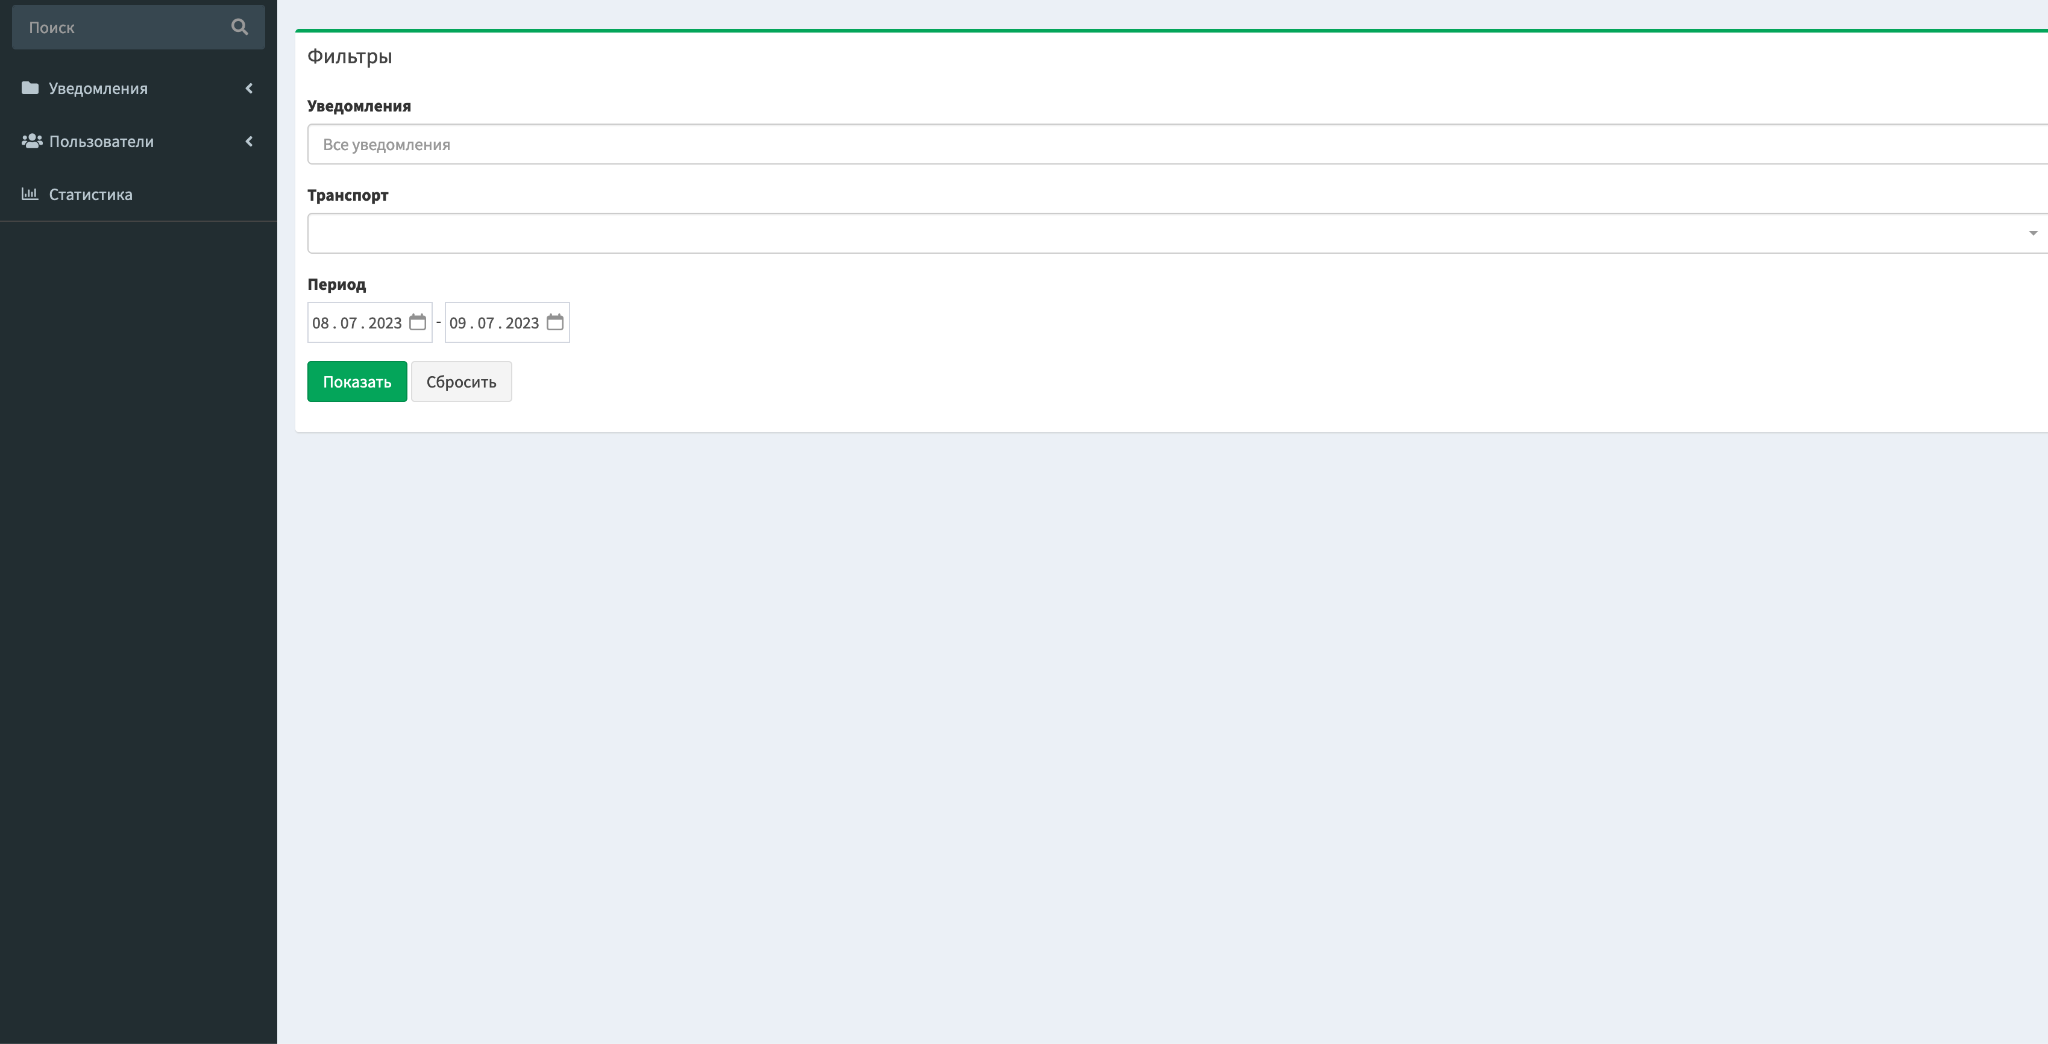 Поиск
Уведомления
Пользователи
Статистика
Фильтры
Уведомления
Все уведомления
Транспорт
Период
08 . 07 . 2023 - 09 . 07 . 2023
Показать Сбросить